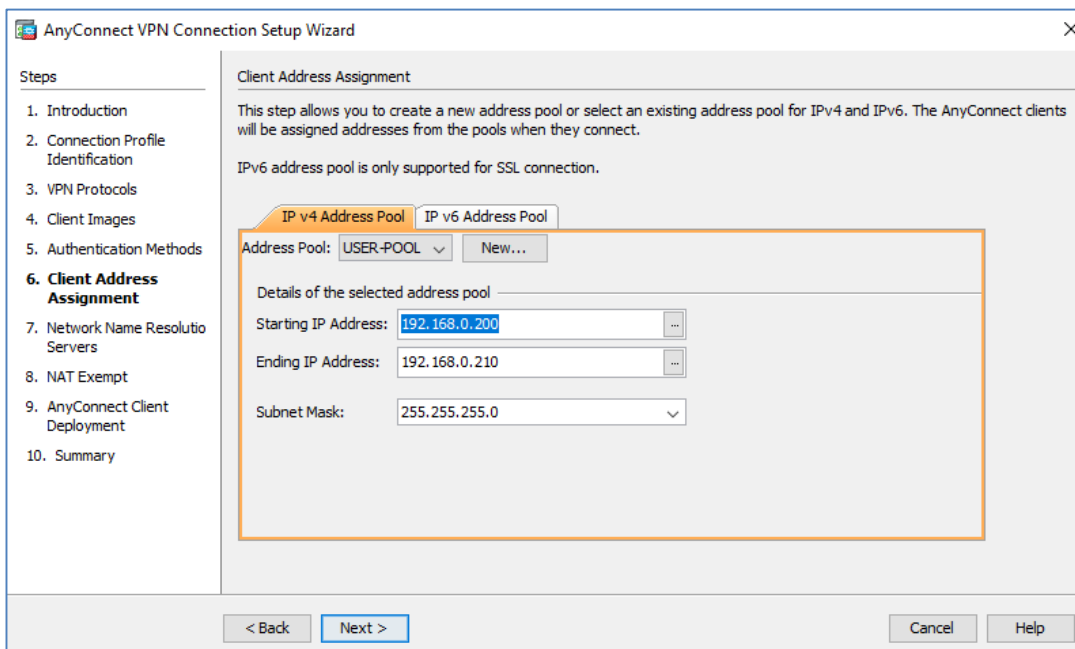 AnyConnect VPN Connection Setup Wizard
Steps
1. Introduction
2. Connection Profile
Identification
3. VPN Protocols
4. Client Images
5. Authentication Methods
6. Client Address
Assignment
7. Network Name Resolutio
Servers
8. NAT Exempt
9. AnyConnect Client
Deployment
10. Summary
Client Address Assignment
This step allows you to create a new address pool or select an existing address pool for IPv4 and IPv6. The AnyConnect clients
will be assigned addresses from the pools when they connect.
IPv6 address pool is only supported for SSL connection.
IP v4 Address Pool IP v6 Address Pool
Address Pool: USER-POOL New...
Details of the selected address pool
Starting IP Address: 192.168.0.200 ...
Ending IP Address: 192.168.0.210 ...
Subnet Mask: 255.255.255.0
< Back Next > Cancel Help